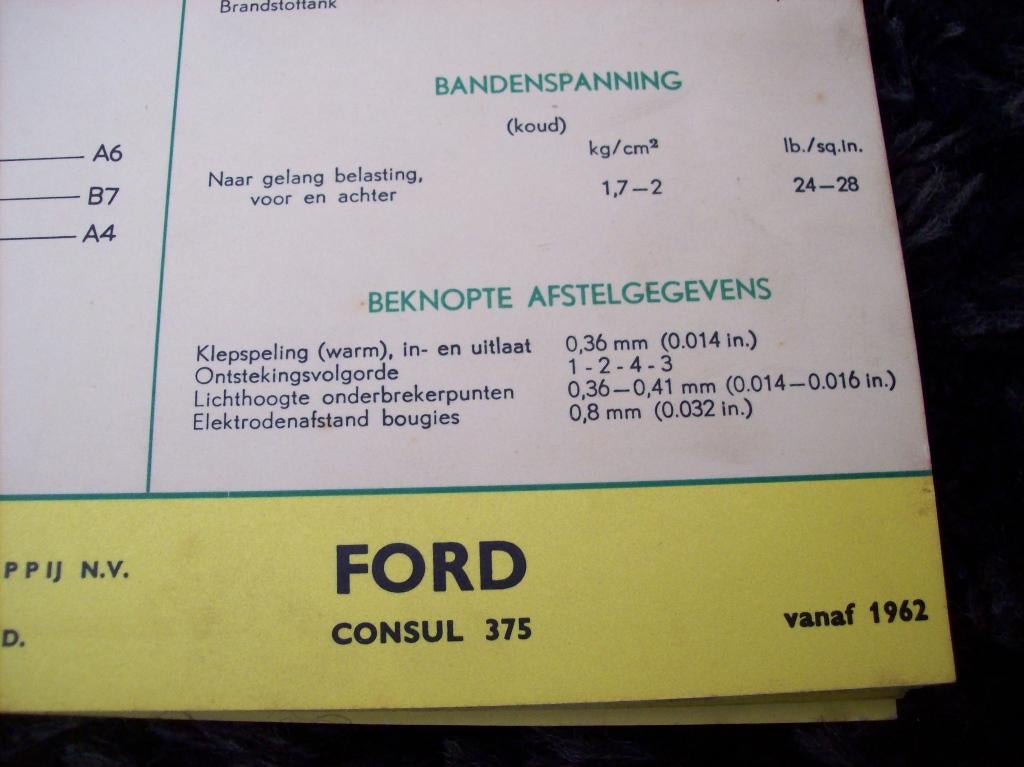 Brandstoftank
BANDENSPANNING
(koud)
kg/cm² lb./sq.in.
Naar gelang belasting,
voor en achter 1,7—2 24—28
A6
B7
A4
BEKNOPTE AFSTELGEGEVENS
Klepspeling (warm), in- en uitlaat 0,36 mm (0.014 in.)
Ontstekingsvolgorde 1 - 2 - 4 - 3
Lichthoogte onderbrekerpunten 0,36—0,41 mm (0.014—0.016 in.)
Elektrodenafstand bougies 0,8 mm (0.032 in.)
PPIJ N.V.
D.
FORD
CONSUL 375
vanaf 1962